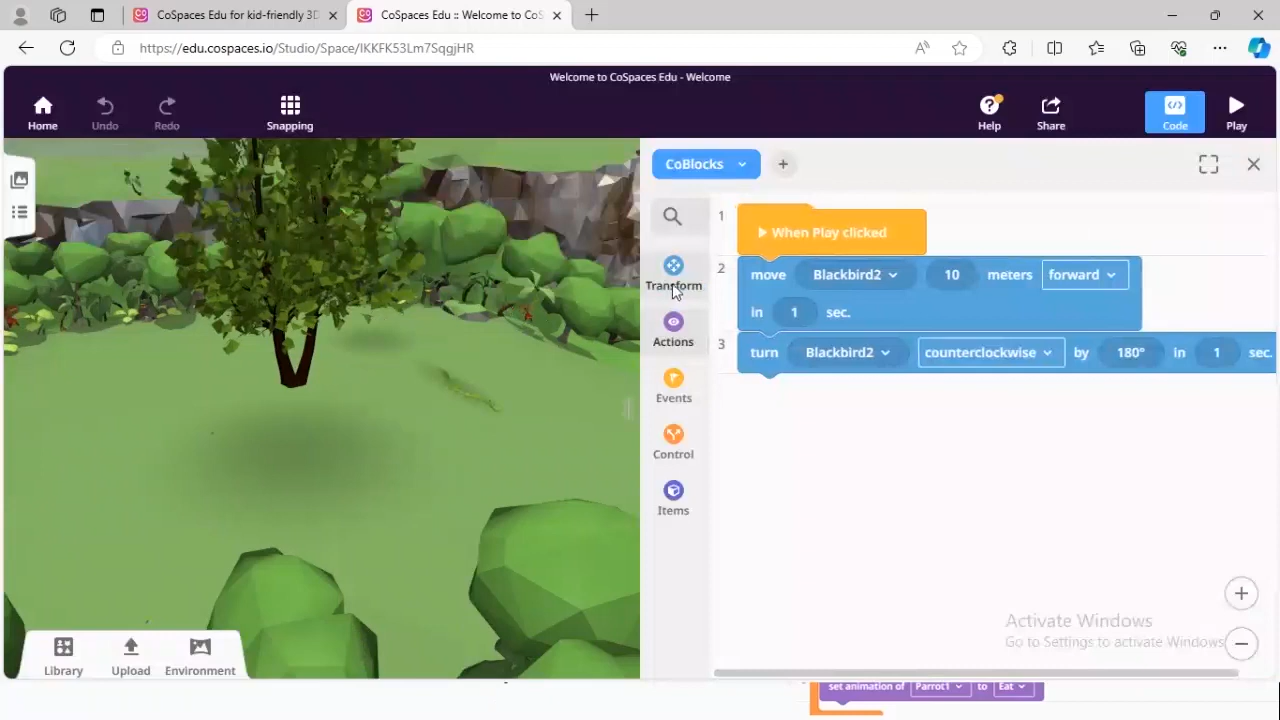 CoSpaces Edu for kid-friendly 3D
CoSpaces Edu :: Welcome to CoS
https://edu.cospaces.io/Studio/Space/IKKFK53Lm7SqgjHR
Welcome to CoSpaces Edu - Welcome
Home
Undo
Redo
Snapping
Help
Share
Code
Play
CoBlocks
1
When Play clicked
2
move Blackbird2 10 meters forward
in 1 sec.
3
turn Blackbird2 counterclockwise by 180° in 1 sec.
Transform
Actions
Events
Control
Items
Library
Upload
Environment
Activate Windows
Go to Settings to activate Windows
set animation of Parrot1 to Eat